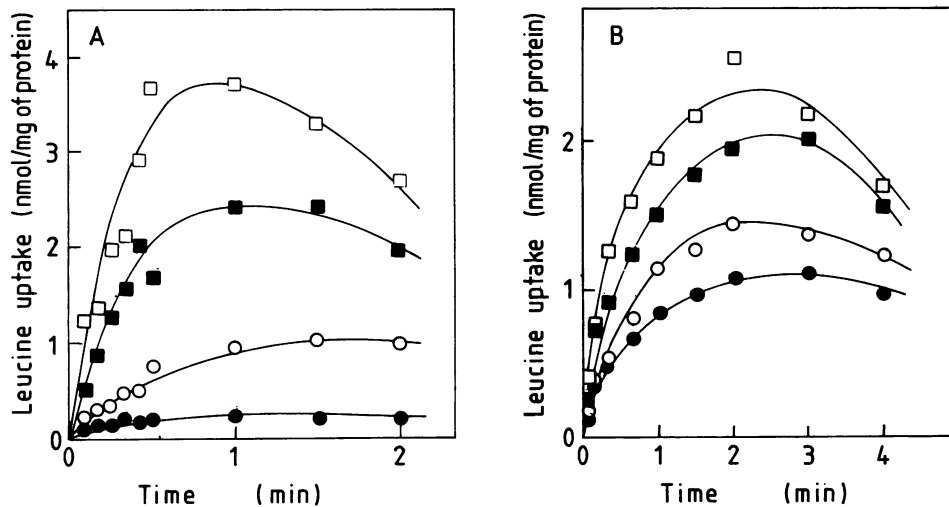 A
Leucine uptake (nmol/mg of protein)
4
3
2
1
0
0 1 2
Time (min)
B
Leucine uptake (nmol/mg of protein)
2
1
0
0 1 2 3 4
Time (min)